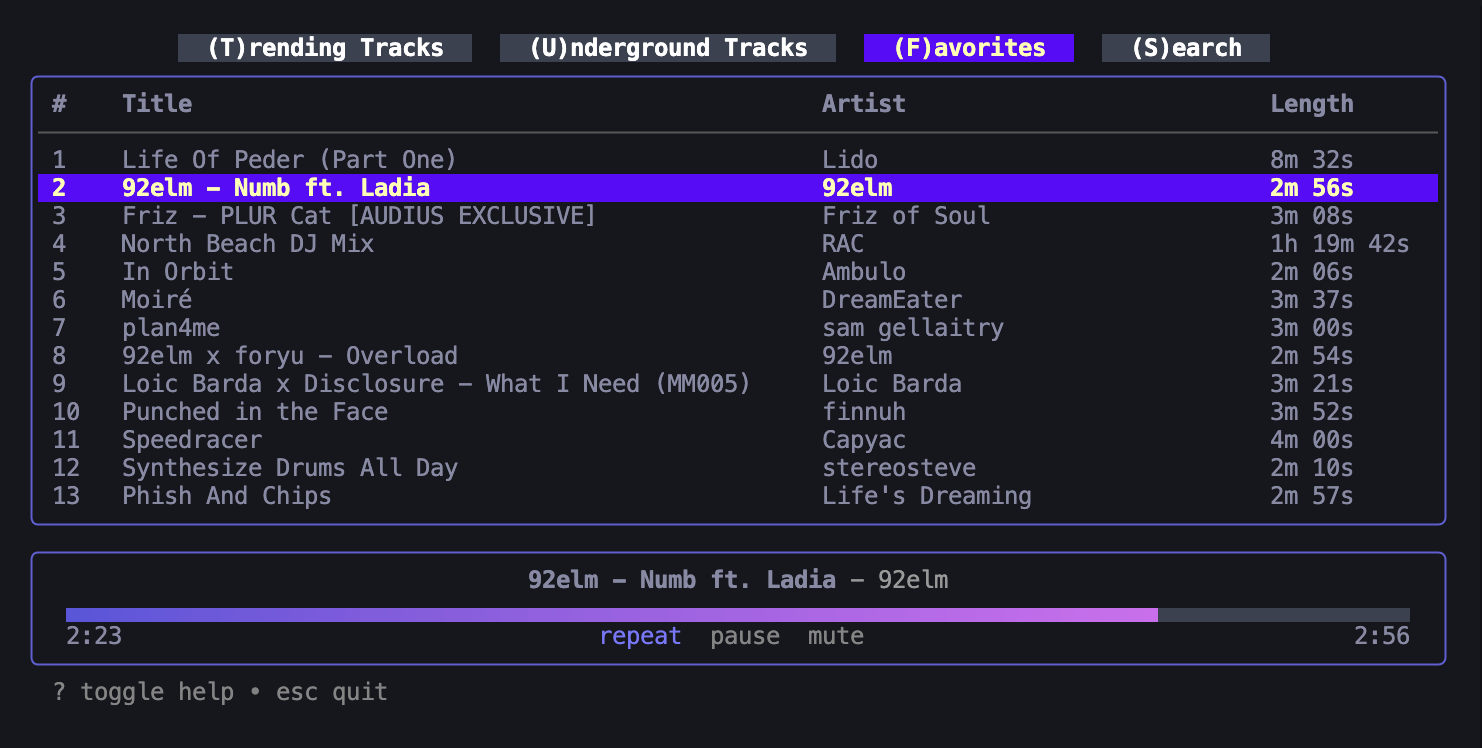 (T)rending Tracks (U)nderground Tracks (F)avorites (S)earch
# Title Artist Length
1 Life Of Peder (Part One) Lido 8m 32s
2 92elm – Numb ft. Ladia 92elm 2m 56s
3 Friz – PLUR Cat [AUDIUS EXCLUSIVE] Friz of Soul 3m 08s
4 North Beach DJ Mix RAC 1h 19m 42s
5 In Orbit Ambulo 2m 06s
6 Moiré DreamEater 3m 37s
7 plan4me sam gellaitry 3m 00s
8 92elm x foryu – Overload 92elm 2m 54s
9 Loic Barda x Disclosure – What I Need (MM005) Loic Barda 3m 21s
10 Punched in the Face finnuh 3m 52s
11 Speedracer Capyac 4m 00s
12 Synthesize Drums All Day stereosteve 2m 10s
13 Phish And Chips Life's Dreaming 2m 57s
92elm – Numb ft. Ladia – 92elm
2:23 repeat pause mute 2:56
? toggle help • esc quit